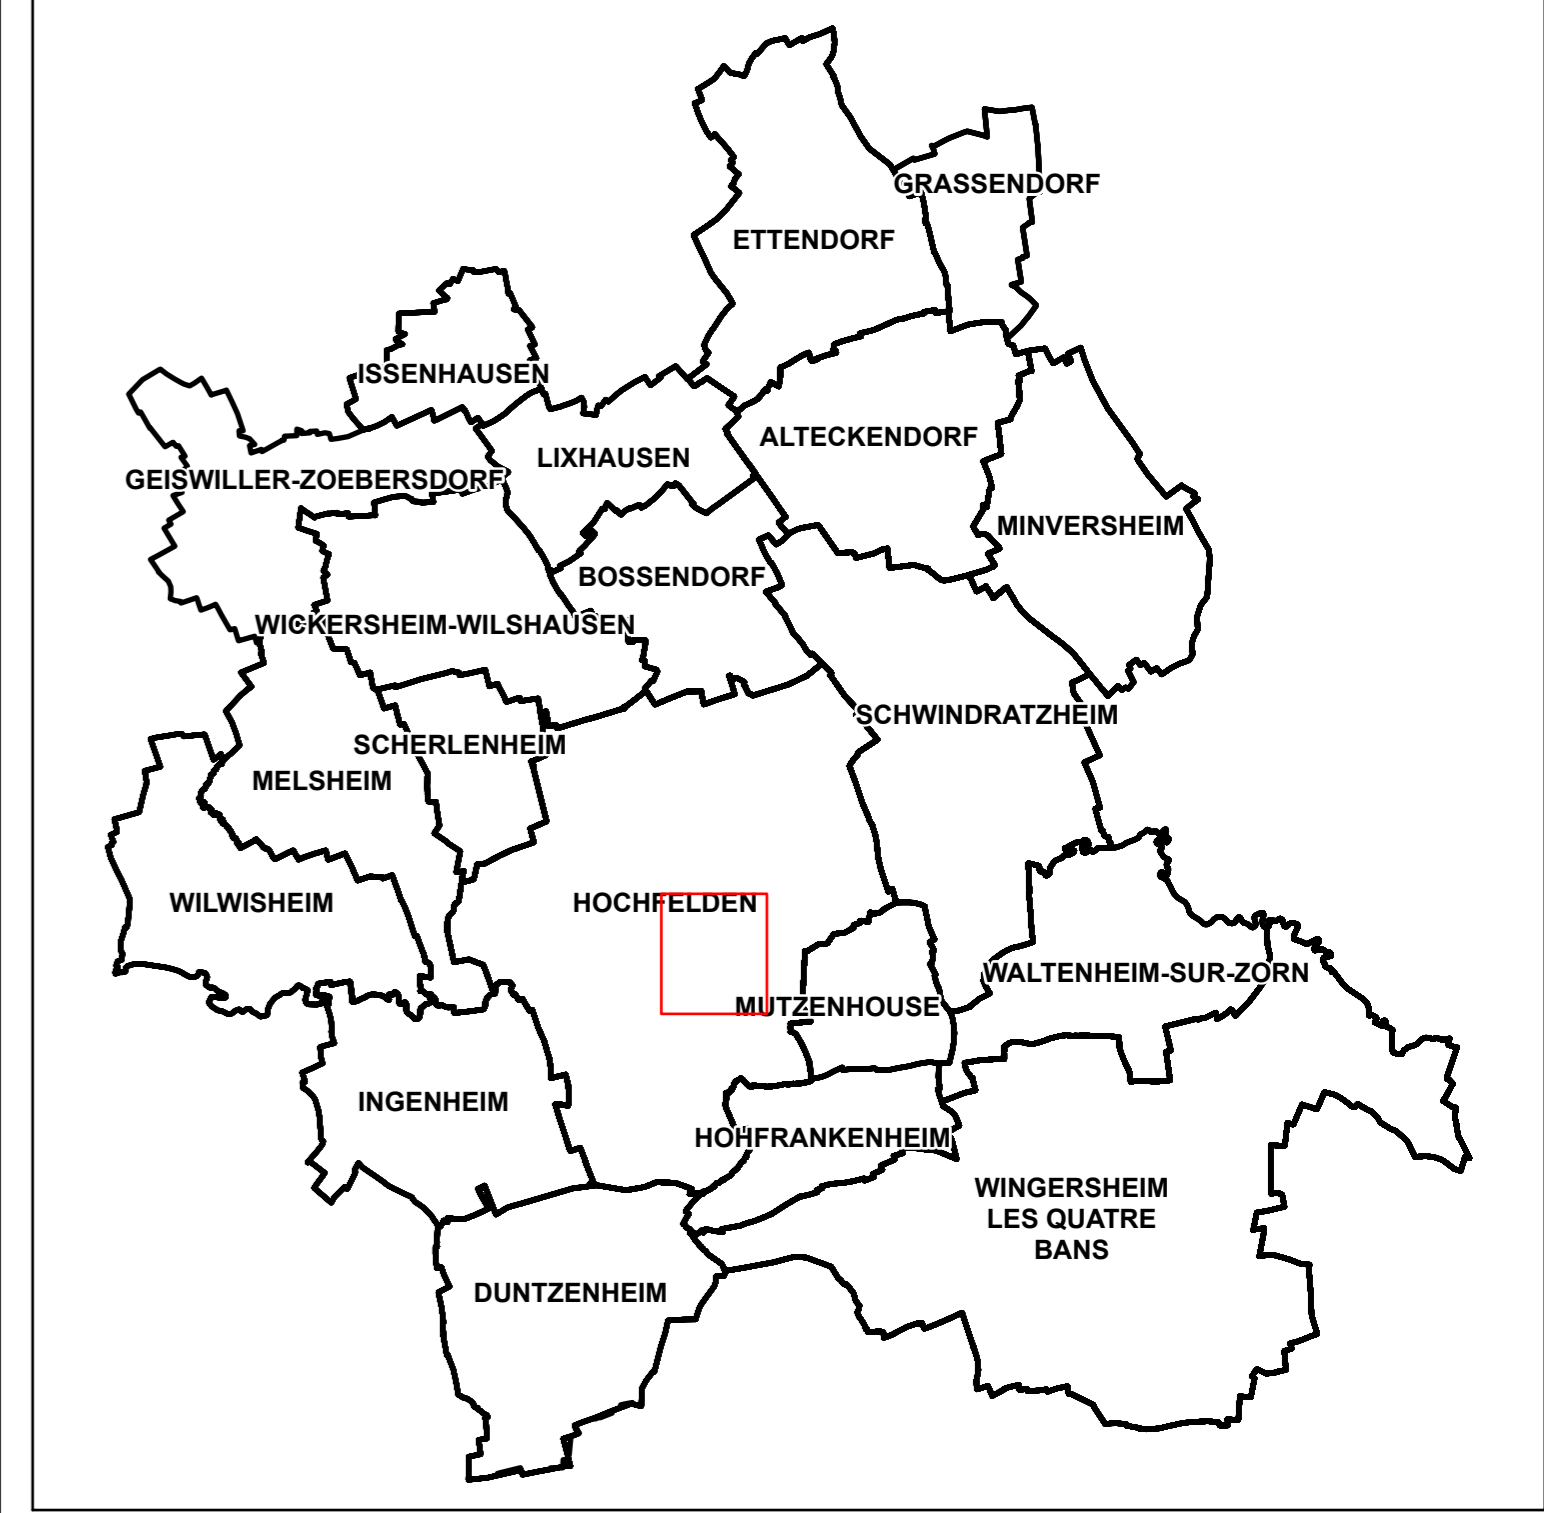 GRASSENDORF
ETTENDORF
ISSENHAUSEN
ALTECKENDORF
LIXHAUSEN
GEISWILLER-ZOEBERSDORF
MINVERSHEIM
BOSSENDORF
WICKERSHEIM-WILSHAUSEN
SCHWINDRATZHEIM
SCHERLENHEIM
MELSHEIM
WILWISHEIM
HOCHFELDEN
WALTENHEIM-SUR-ZORN
MUTZENHOUSE
INGENHEIM
HOHFRANKENHEIM
WINGERSHEIM
LES QUATRE
BANS
DUNTZENHEIM